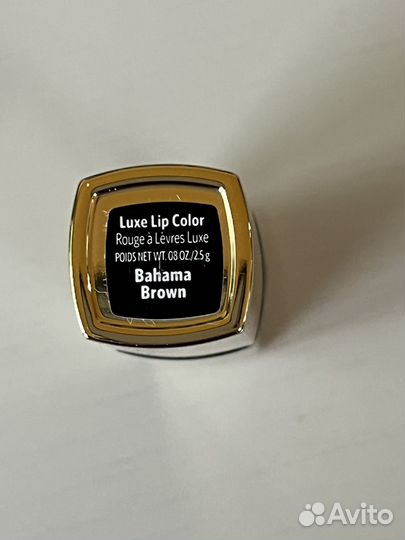 Luxe Lip Color
Rouge à Lèvres Luxe
POIDS NET WT. 08 OZ./2.5 g
Bahama
Brown
Avito